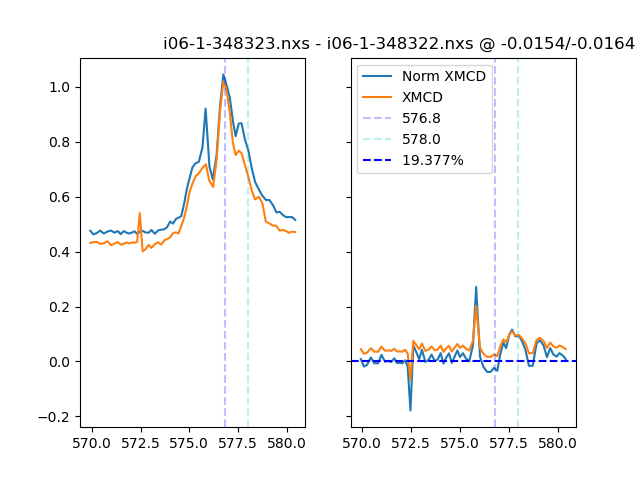 i06-1-348323.nxs - i06-1-348322.nxs @ -0.0154/-0.0164
1.0
0.8
0.6
0.4
0.2
0.0
−0.2
570.0 572.5 575.0 577.5 580.0
Norm XMCD
XMCD
576.8
578.0
19.377%
570.0 572.5 575.0 577.5 580.0